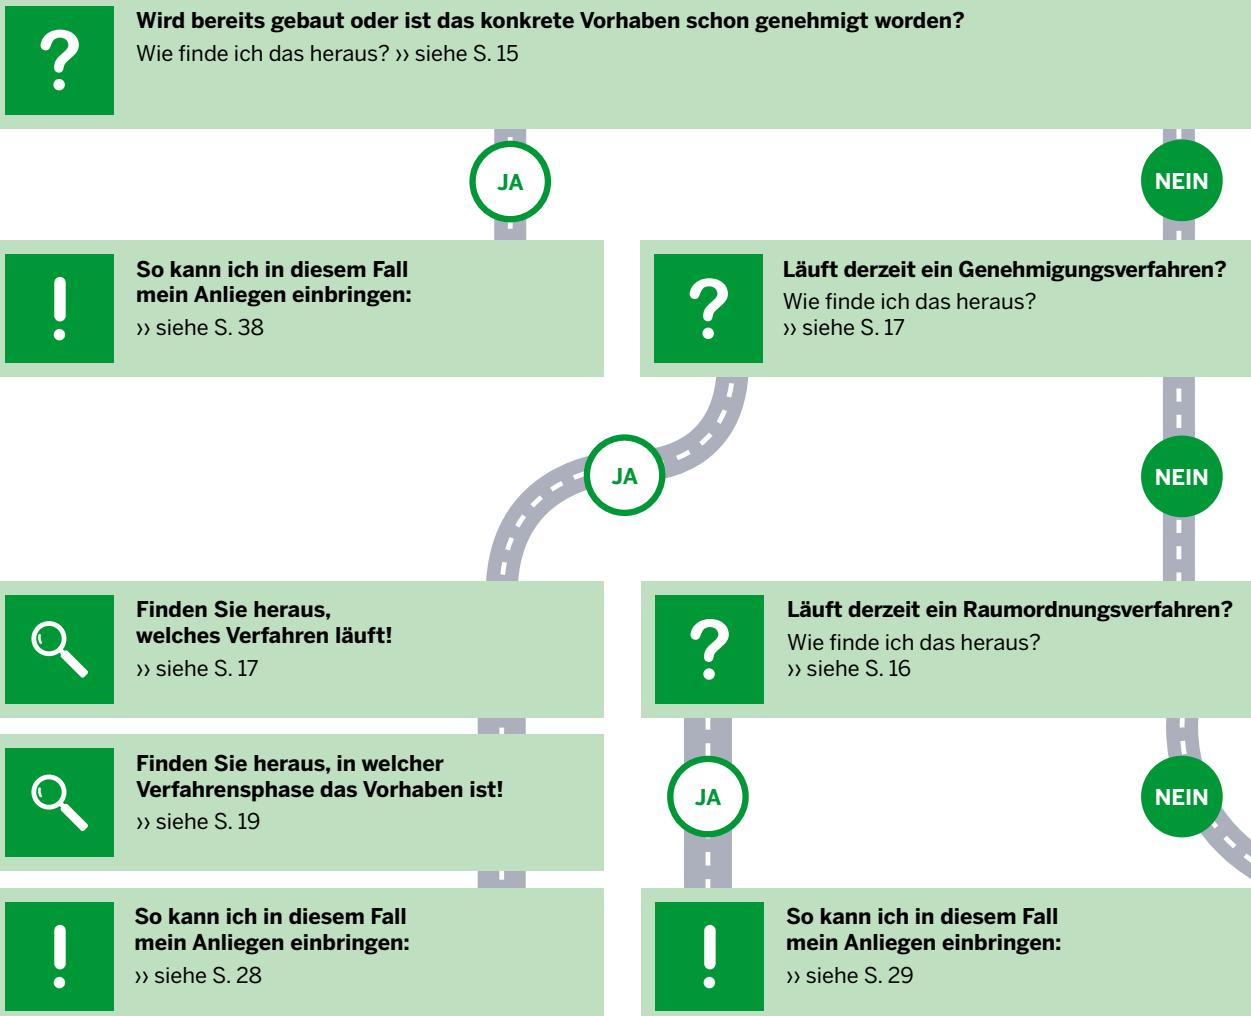 Wird bereits gebaut oder ist das konkrete Vorhaben schon genehmigt worden?
Wie finde ich das heraus? ›› siehe S. 15
JA
NEIN
So kann ich in diesem Fall
mein Anliegen einbringen:
›› siehe S. 38
Läuft derzeit ein Genehmigungsverfahren?
Wie finde ich das heraus?
›› siehe S. 17
JA
NEIN
Finden Sie heraus,
welches Verfahren läuft!
›› siehe S. 17
Läuft derzeit ein Raumordnungsverfahren?
Wie finde ich das heraus?
›› siehe S. 16
Finden Sie heraus, in welcher
Verfahrensphase das Vorhaben ist!
›› siehe S. 19
JA
NEIN
So kann ich in diesem Fall
mein Anliegen einbringen:
›› siehe S. 28
So kann ich in diesem Fall
mein Anliegen einbringen:
›› siehe S. 29